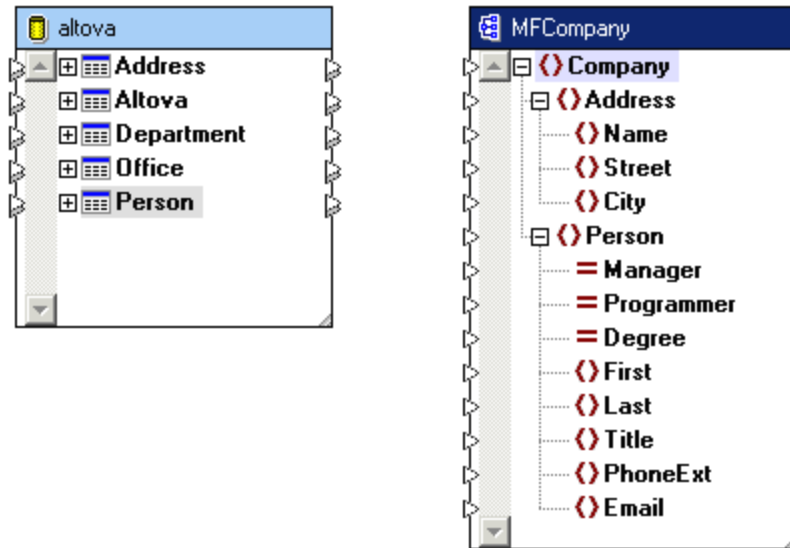 altova
Address
Altova
Department
Office
Person
MFCompany
Company
Address
Name
Street
City
Person
Manager
Programmer
Degree
First
Last
Title
PhoneExt
Email